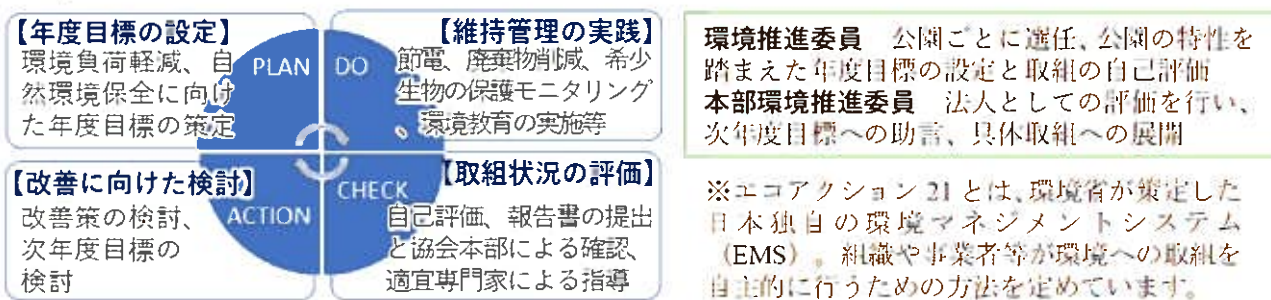 【年度目標の設定】
環境負荷軽減、自
然環境保全に向け
た年度目標の策定
PLAN
DO
【維持管理の実践】
節電、廃棄物削減、希少
生物の保護モニタリング
、環境教育の実施等
【改善に向けた検討】
改善策の検討、
次年度目標の
検討
ACTION
CHECK
【取組状況の評価】
自己評価、報告書の提出
と協会本部による確認、
適宜専門家による指導
環境推進委員 公園ごとに選任、公園の特性を
踏まえた年度目標の設定と取組の自己評価
本部環境推進委員 法人としての評価を行い、
次年度目標への助言、具体取組への展開
※エコアクション 21 とは、環境省が策定した
日本独自の環境マネジメントシステム
（EMS）。組織や事業者等が環境への取組を
自主的に行うための方法を定めています。